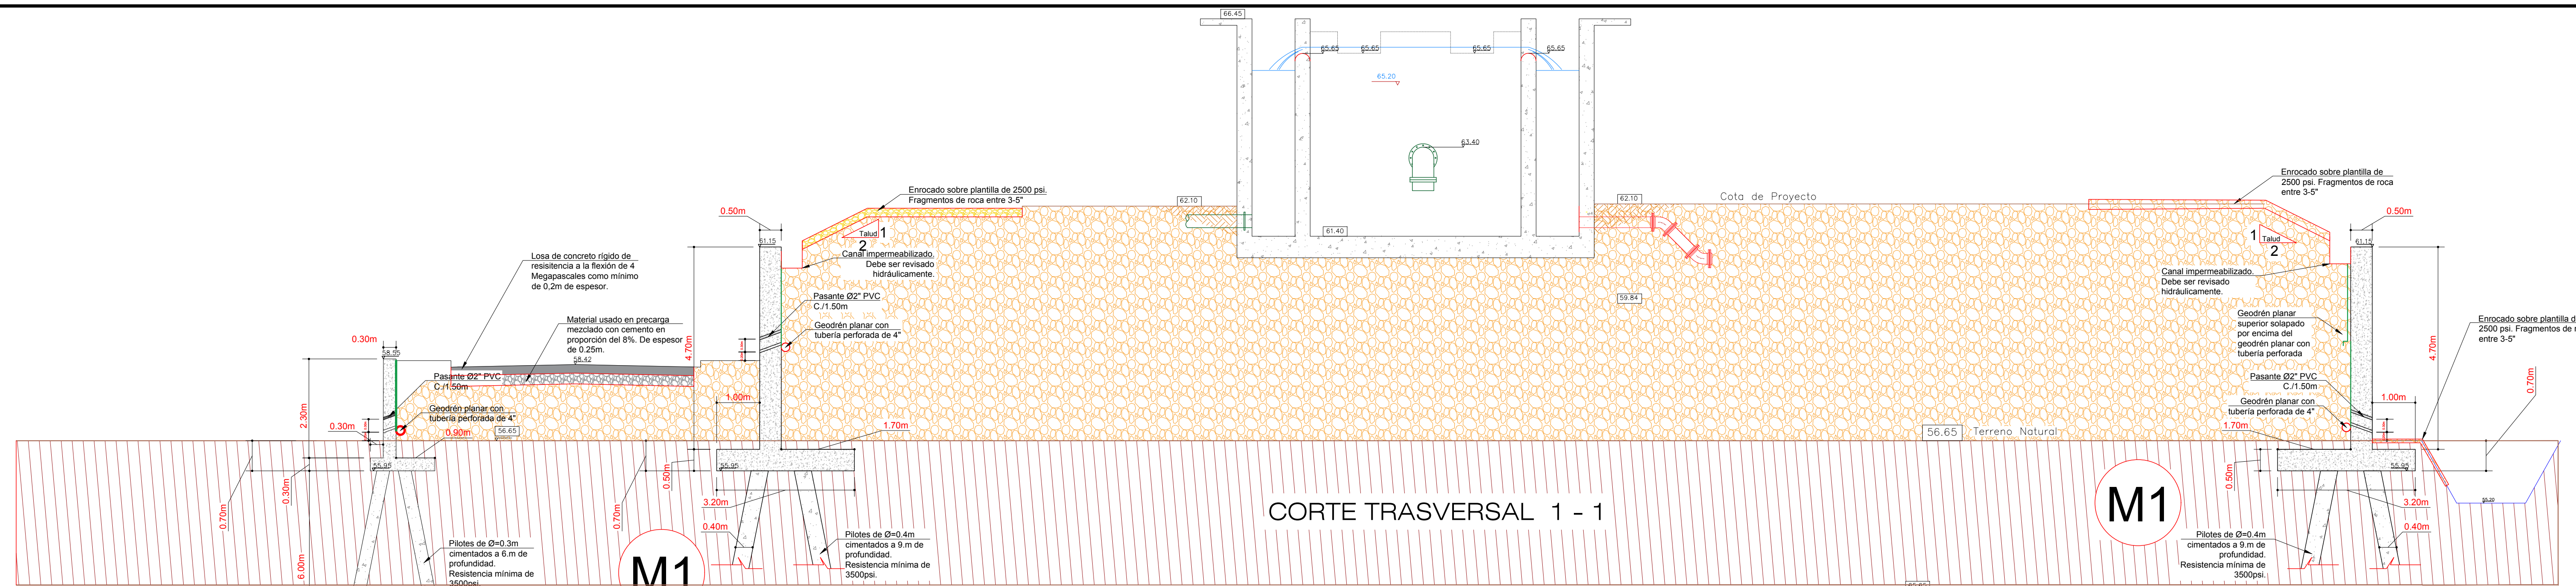 66.45
65.65
65.65
65.65
65.65
65.20
63.40
Enrocado sobre plantilla de 2500 psi.
Fragmentos de roca entre 3-5"
62.10
62.10
Cota de Proyecto
Enrocado sobre plantilla de
2500 psi. Fragmentos de roca
entre 3-5"
0.50m
0.50m
61.15
Talud
1
2
61.40
1
Talud
2
61.15
Canal impermeabilizado.
Debe ser revisado
hidráulicamente.
Losa de concreto rígido de
resisitencia a la flexión de 4
Megapascales como mínimo
de 0,2m de espesor.
Canal impermeabilizado.
Debe ser revisado
hidráulicamente.
Pasante Ø2" PVC
C./1.50m
59.84
Material usado en precarga
mezclado con cemento en
proporción del 8%. De espesor
de 0.25m.
Geodrén planar con
tubería perforada de 4"
Geodrén planar
superior solapado
por encima del
geodrén planar con
tubería perforada
Enrocado sobre plantilla d
2500 psi. Fragmentos de r
entre 3-5"
0.30m
58.55
58.42
4.70m
4.70m
Pasante Ø2" PVC
C./1.50m
Pasante Ø2" PVC
C./1.50m
0.70m
1.00m
1.00m
2.30m
Geodrén planar con
tubería perforada de 4"
Geodrén planar con
tubería perforada de 4"
0.30m
0.90m
56.65
1.70m
56.65
Terreno Natural
1.70m
55.95
55.95
55.95
0.70m
0.30m
0.70m
0.50m
0.50m
3.20m
3.20m
55.20
CORTE TRASVERSAL 1 - 1
M1
0.40m
0.40m
Pilotes de Ø=0.3m
cimentados a 6.m de
profundidad.
Resistencia mínima de
3500psi.
6.00m
M1
Pilotes de Ø=0.4m
cimentados a 9.m de
profundidad.
Resistencia mínima de
3500psi.
Pilotes de Ø=0.4m
cimentados a 9.m de
profundidad.
Resistencia mínima de
3500psi.